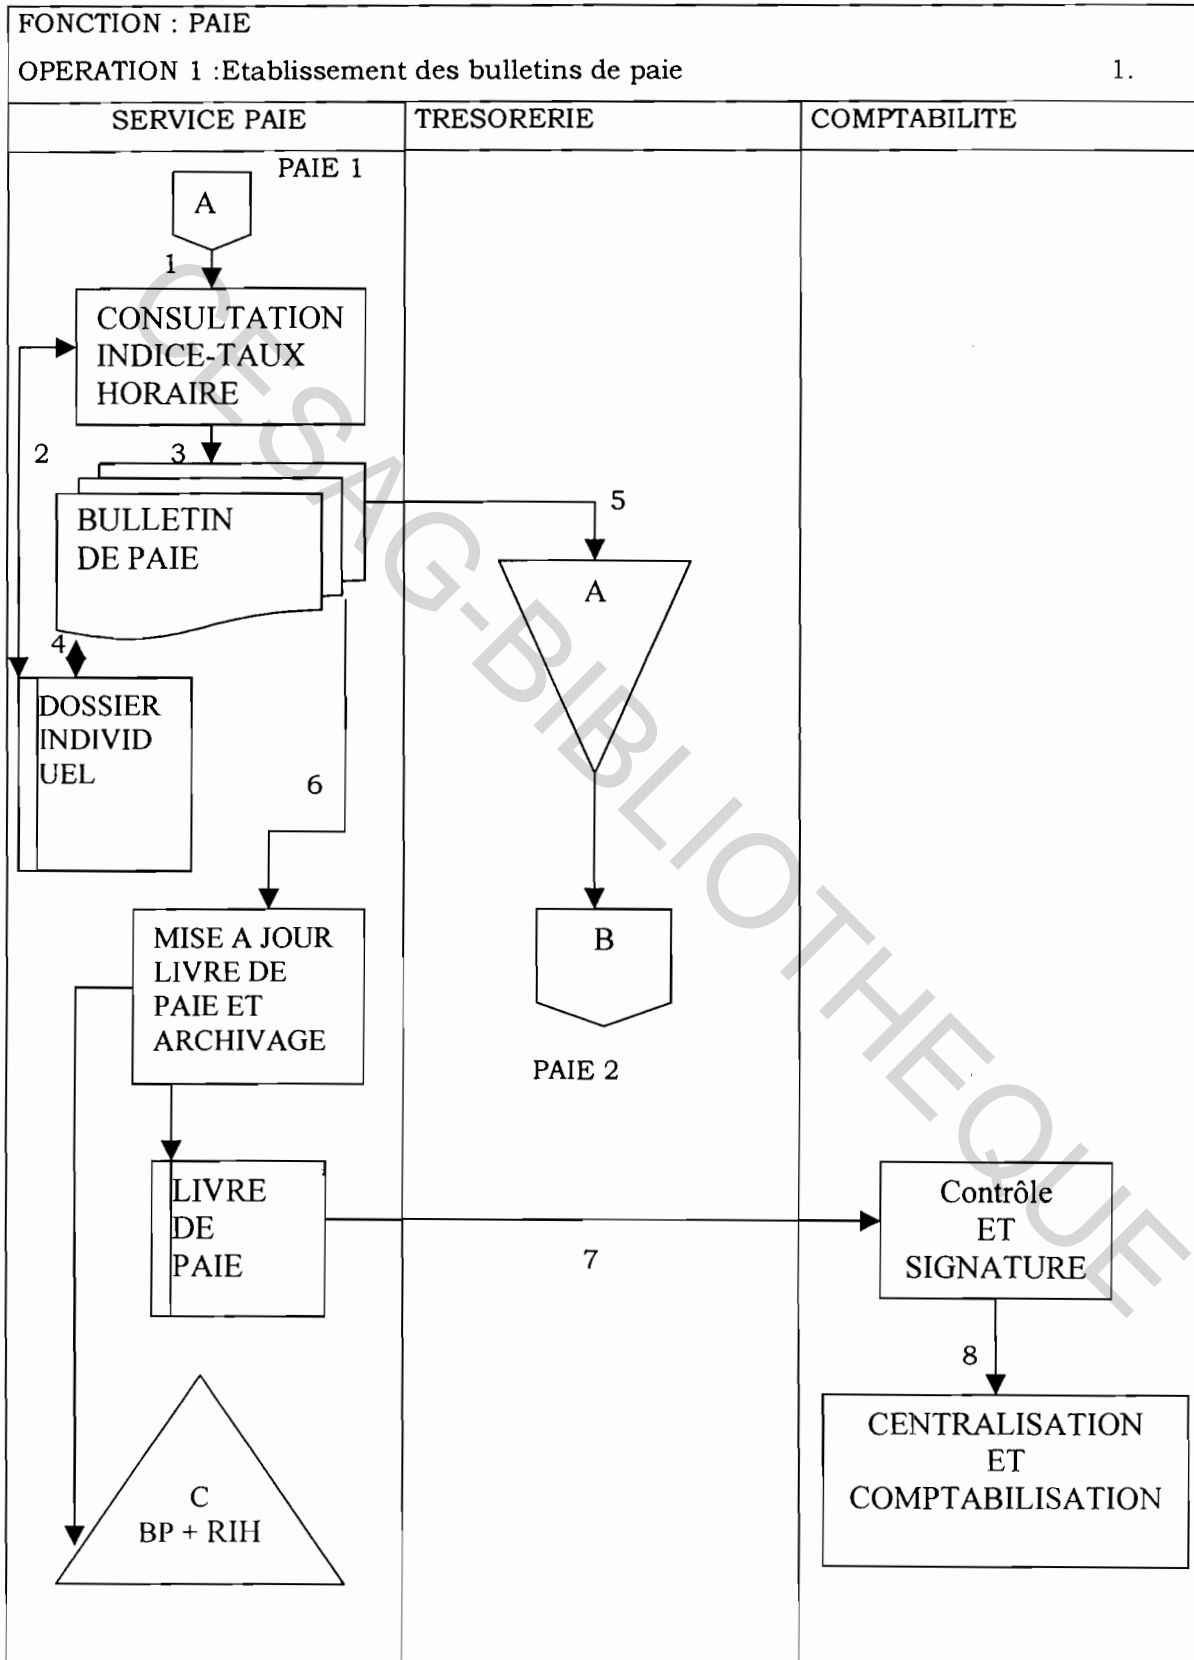 FONCTION : PAIE
OPERATION 1 :Etablissement des bulletins de paie 1.
SERVICE PAIE
TRESORERIE
COMPTABILITE
PAIE 1
A
1
CONSULTATION
INDICE-TAUX
HORAIRE
2
3
BULLETIN
DE PAIE
5
A
4
DOSSIER
INDIVID
UEL
6
MISE A JOUR
LIVRE DE
PAIE ET
ARCHIVAGE
B
PAIE 2
LIVRE
DE
PAIE
7
Contrôle
ET
SIGNATURE
8
C
BP + RIH
CENTRALISATION
ET
COMPTABILISATION
CESAG-BIBLIOTHEQUE